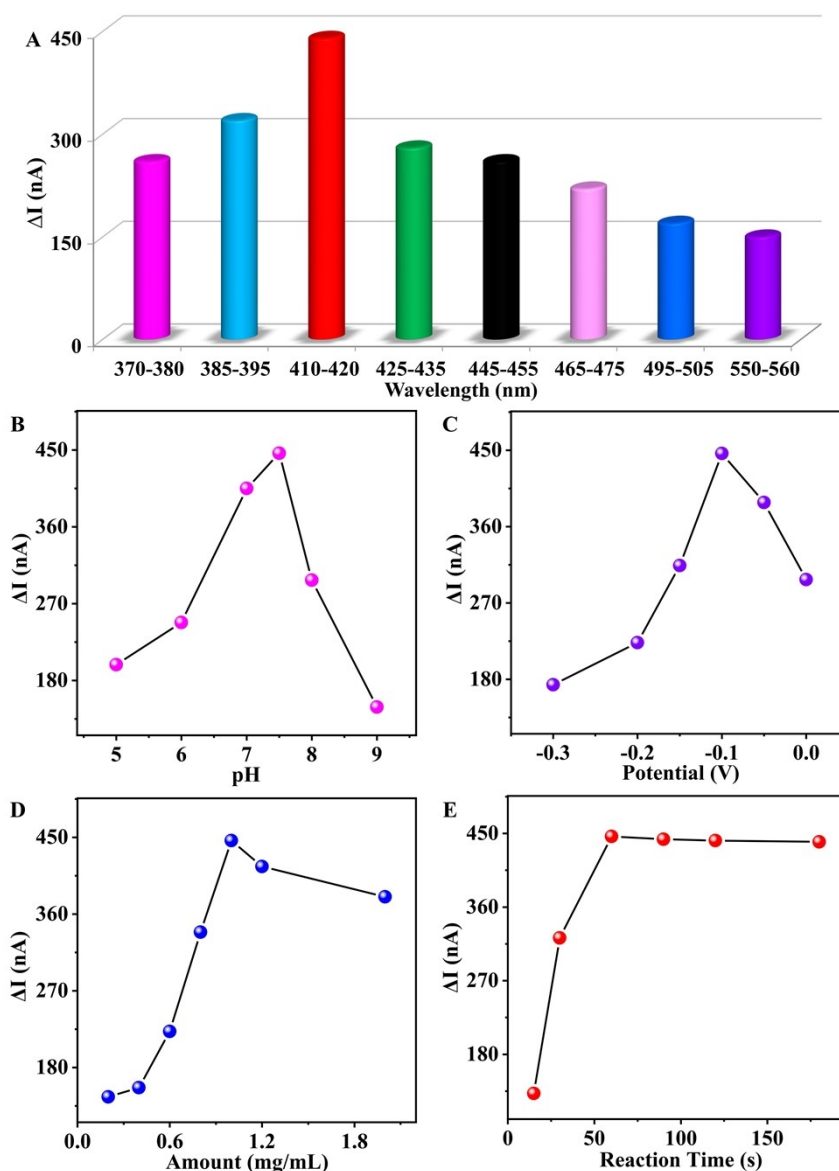 A
450
300
150
0
ΔI (nA)
370-380 385-395 410-420 425-435 445-455 465-475 495-505 550-560
Wavelength (nm)
B
450
360
270
180
ΔI (nA)
5 6 7 8 9
pH
C
450
360
270
180
ΔI (nA)
-0.3 -0.2 -0.1 0.0
Potential (V)
D
450
360
270
180
ΔI (nA)
0.0 0.6 1.2 1.8
Amount (mg/mL)
E
450
360
270
180
ΔI (nA)
0 50 100 150
Reaction Time (s)